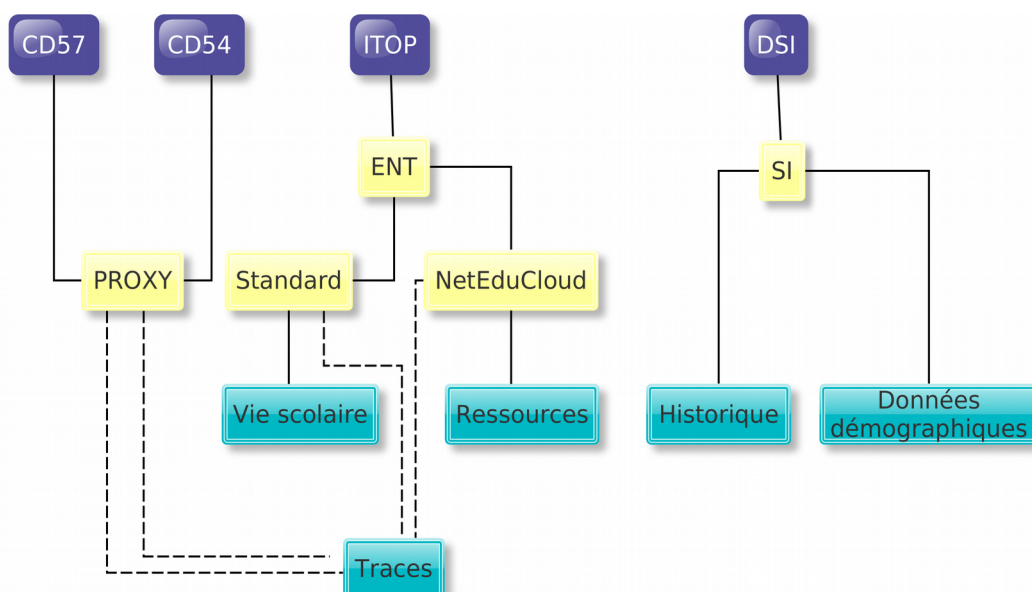 CD57
CD54
ITOP
DSI
ENT
SI
PROXY
Standard
NetEduCloud
Vie scolaire
Ressources
Historique
Données
démographiques
Traces